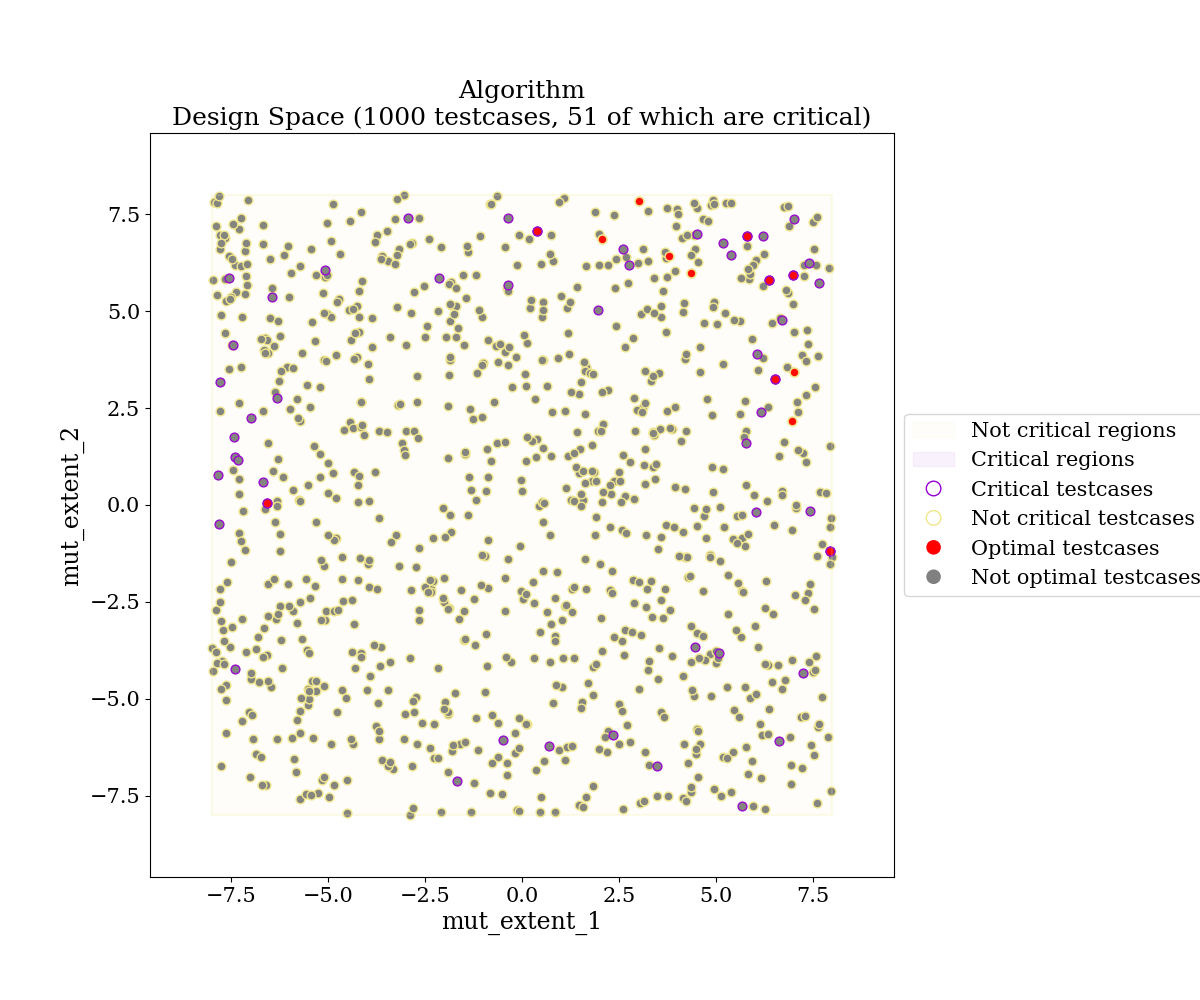 Algorithm
Design Space (1000 testcases, 51 of which are critical)
7.5
5.0
2.5
0.0
−2.5
−5.0
−7.5
mut_extent_2
−7.5
−5.0
−2.5
0.0
2.5
5.0
7.5
mut_extent_1
Not critical regions
Critical regions
Critical testcases
Not critical testcases
Optimal testcases
Not optimal testcases